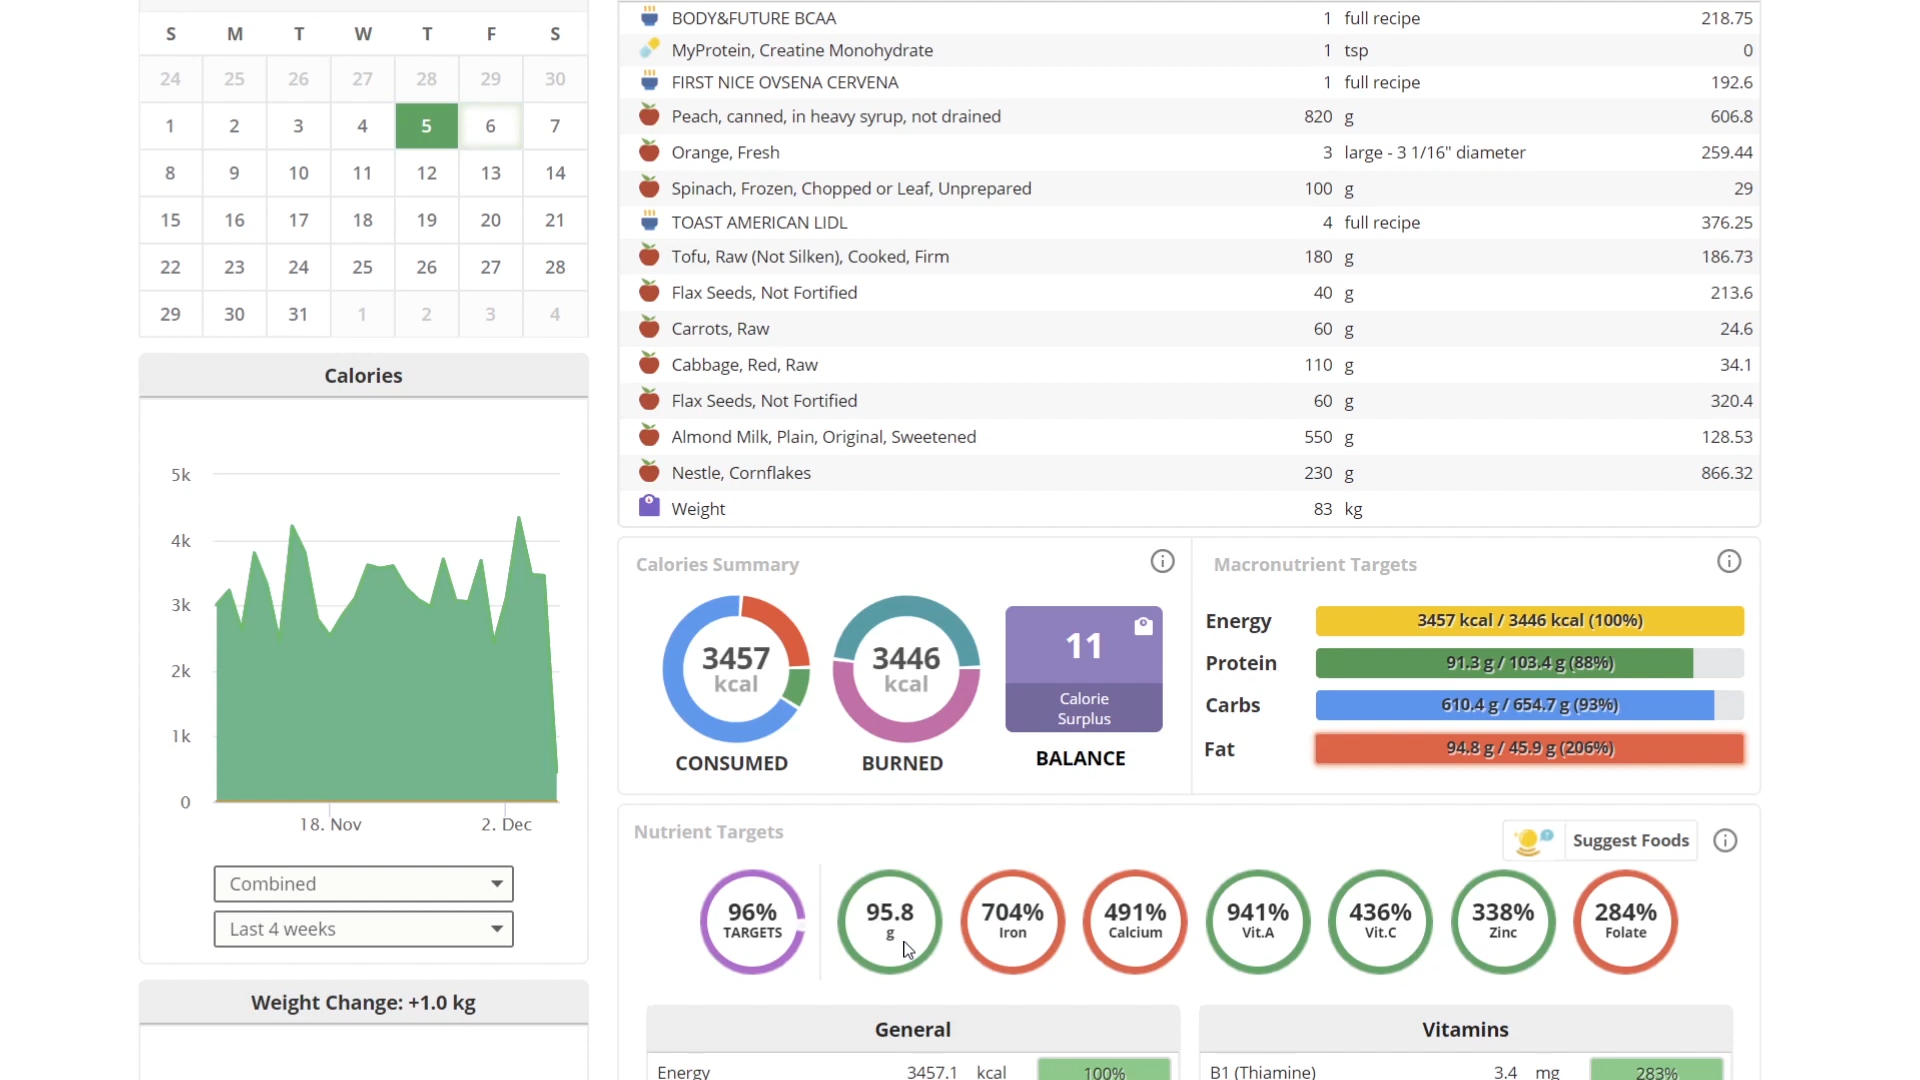 S M T W T F S
24 25 26 27 28 29 30
1 2 3 4 5 6 7
8 9 10 11 12 13 14
15 16 17 18 19 20 21
22 23 24 25 26 27 28
29 30 31 1 2 3 4
Calories
5k
4k
3k
2k
1k
0
18. Nov 2. Dec
Combined
Last 4 weeks
Weight Change: +1.0 kg
BODY&FUTURE BCAA 1 full recipe 218.75
MyProtein, Creatine Monohydrate 1 tsp 0
FIRST NICE OVSENA CERVENA 1 full recipe 192.6
Peach, canned, in heavy syrup, not drained 820 g 606.8
Orange, Fresh 3 large - 3 1/16" diameter 259.44
Spinach, Frozen, Chopped or Leaf, Unprepared 100 g 29
TOAST AMERICAN LIDL 4 full recipe 376.25
Tofu, Raw (Not Silken), Cooked, Firm 180 g 186.73
Flax Seeds, Not Fortified 40 g 213.6
Carrots, Raw 60 g 24.6
Cabbage, Red, Raw 110 g 34.1
Flax Seeds, Not Fortified 60 g 320.4
Almond Milk, Plain, Original, Sweetened 550 g 128.53
Nestle, Cornflakes 230 g 866.32
Weight 83 kg
Calories Summary
3457
kcal
CONSUMED
3446
kcal
BURNED
11
Calorie
Surplus
BALANCE
Macronutrient Targets
Energy 3457 kcal / 3446 kcal (100%)
Protein 91.3 g / 103.4 g (88%)
Carbs 610.4 g / 654.7 g (93%)
Fat 94.8 g / 45.9 g (206%)
Nutrient Targets
Suggest Foods
96%
TARGETS
95.8
g
704%
Iron
491%
Calcium
941%
Vit.A
436%
Vit.C
338%
Zinc
284%
Folate
General
Energy 3457.1 kcal 100%
Vitamins
B1 (Thiamine) 3.4 mg 283%